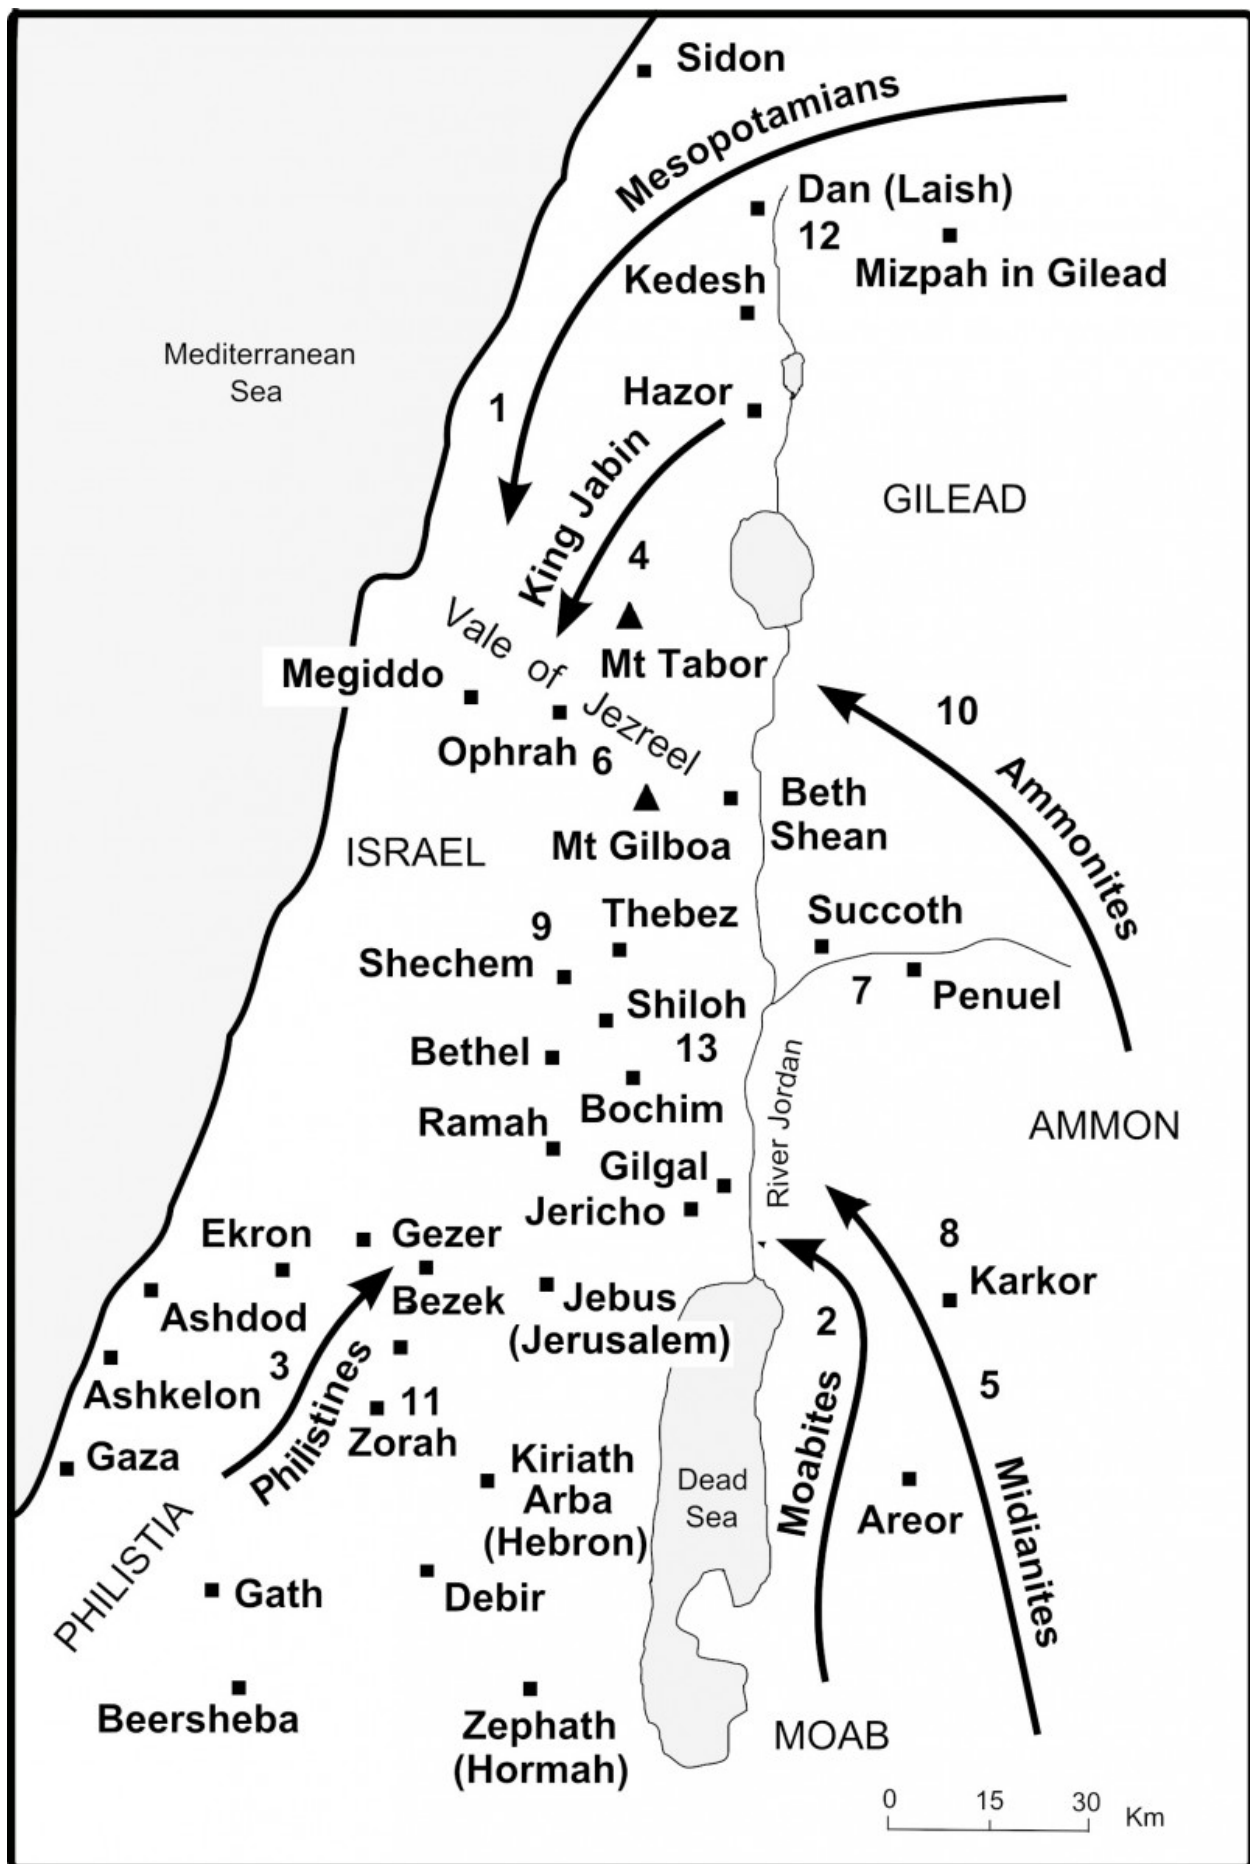 Sidon
Mesopotamians
Dan (Laish)
12
Mizpah in Gilead
Kedesh
Mediterranean
Sea
1
Hazor
King Jabin
GILEAD
4
Vale of Jezreel
Mt Tabor
Megiddo
10
Ophrah
6
Ammonites
Beth
Shean
Mt Gilboa
ISRAEL
Thebez
Succoth
9
Shechem
7
Penuel
Shiloh
13
Bethel
River Jordan
Bochim
Ramah
AMMON
Gilgal
Jericho
Ekron
Gezer
8
Karkor
Ashdod
Bezek
Jebus
(Jerusalem)
2
3
Philistines
5
Ashkelon
11
Zorah
Moabites
Gaza
Kiriath
Arba
(Hebron)
Dead
Sea
Areor
Midianites
PHILISTIA
Gath
Debir
Beersheba
Zephath
(Hormah)
MOAB
0 15 30 Km